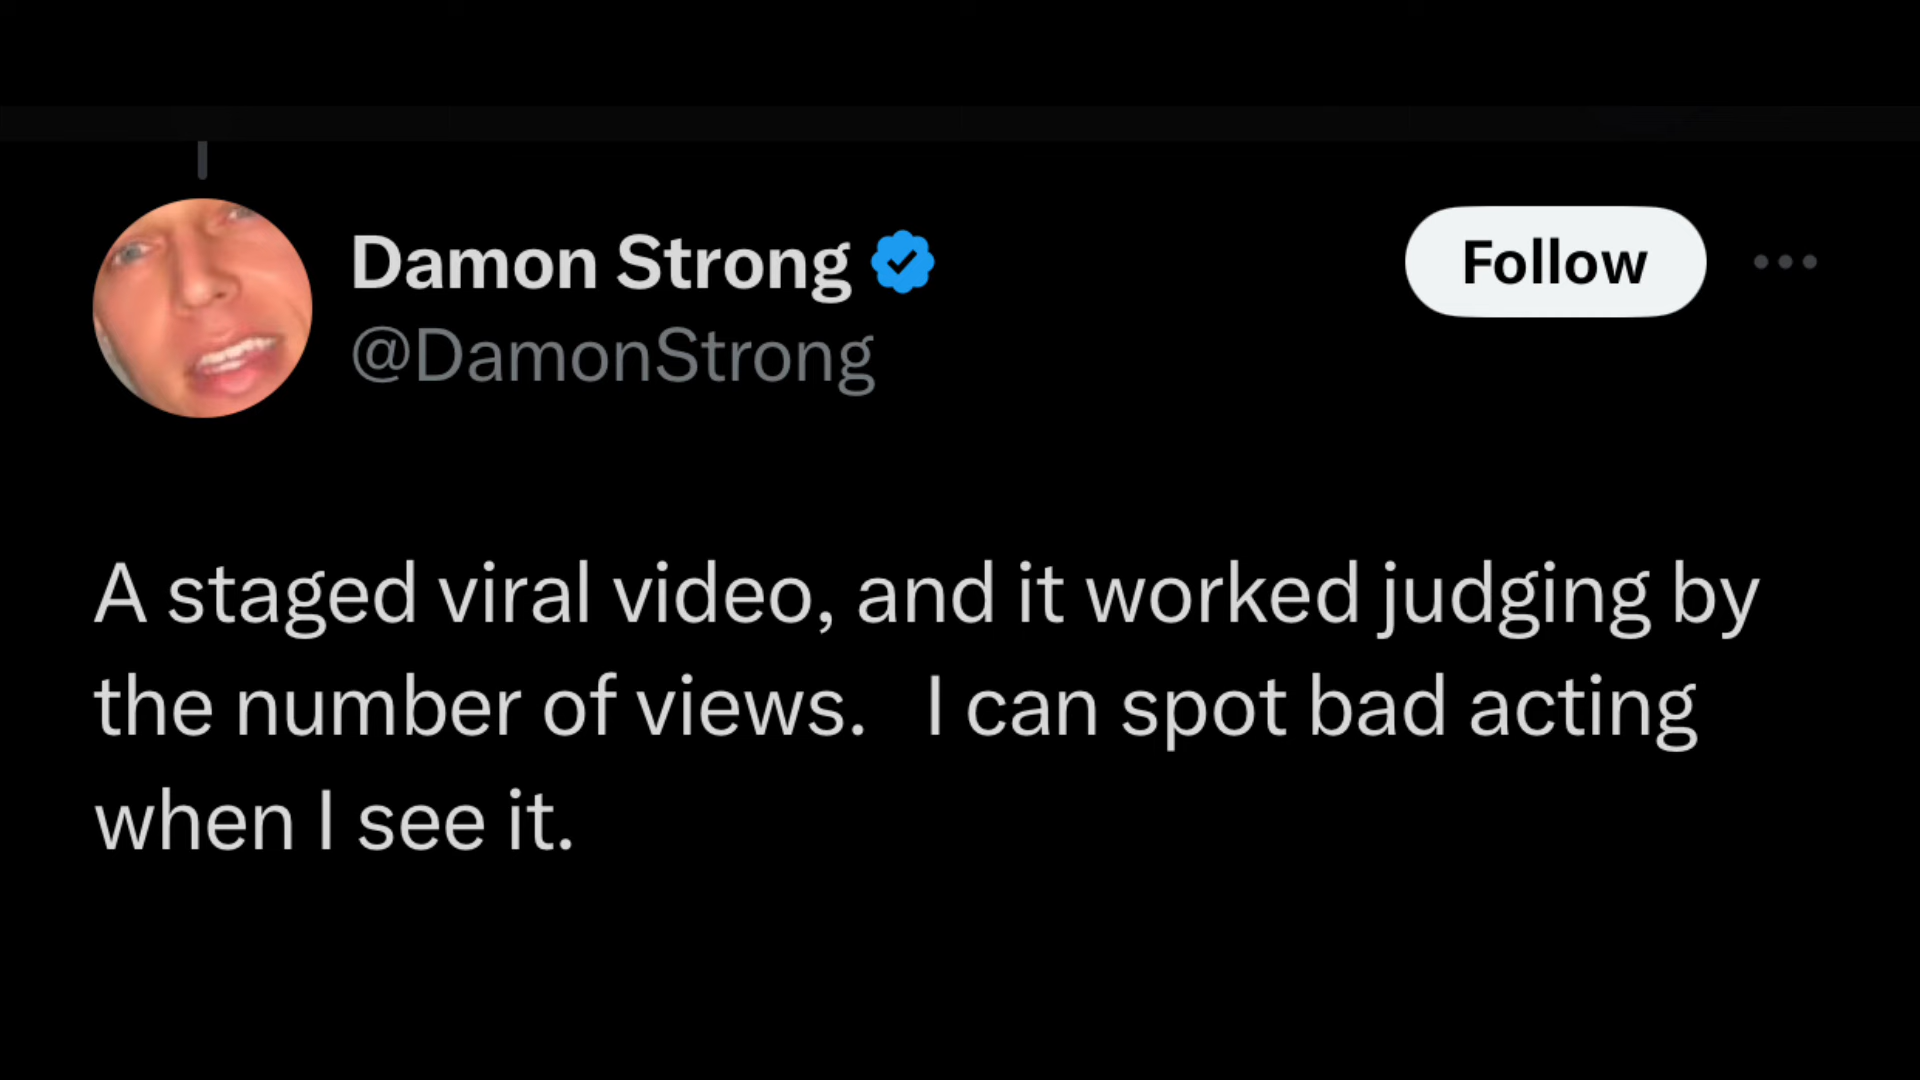 Damon Strong
Follow
@DamonStrong
A staged viral video, and it worked judging by
the number of views.   I can spot bad acting
when I see it.